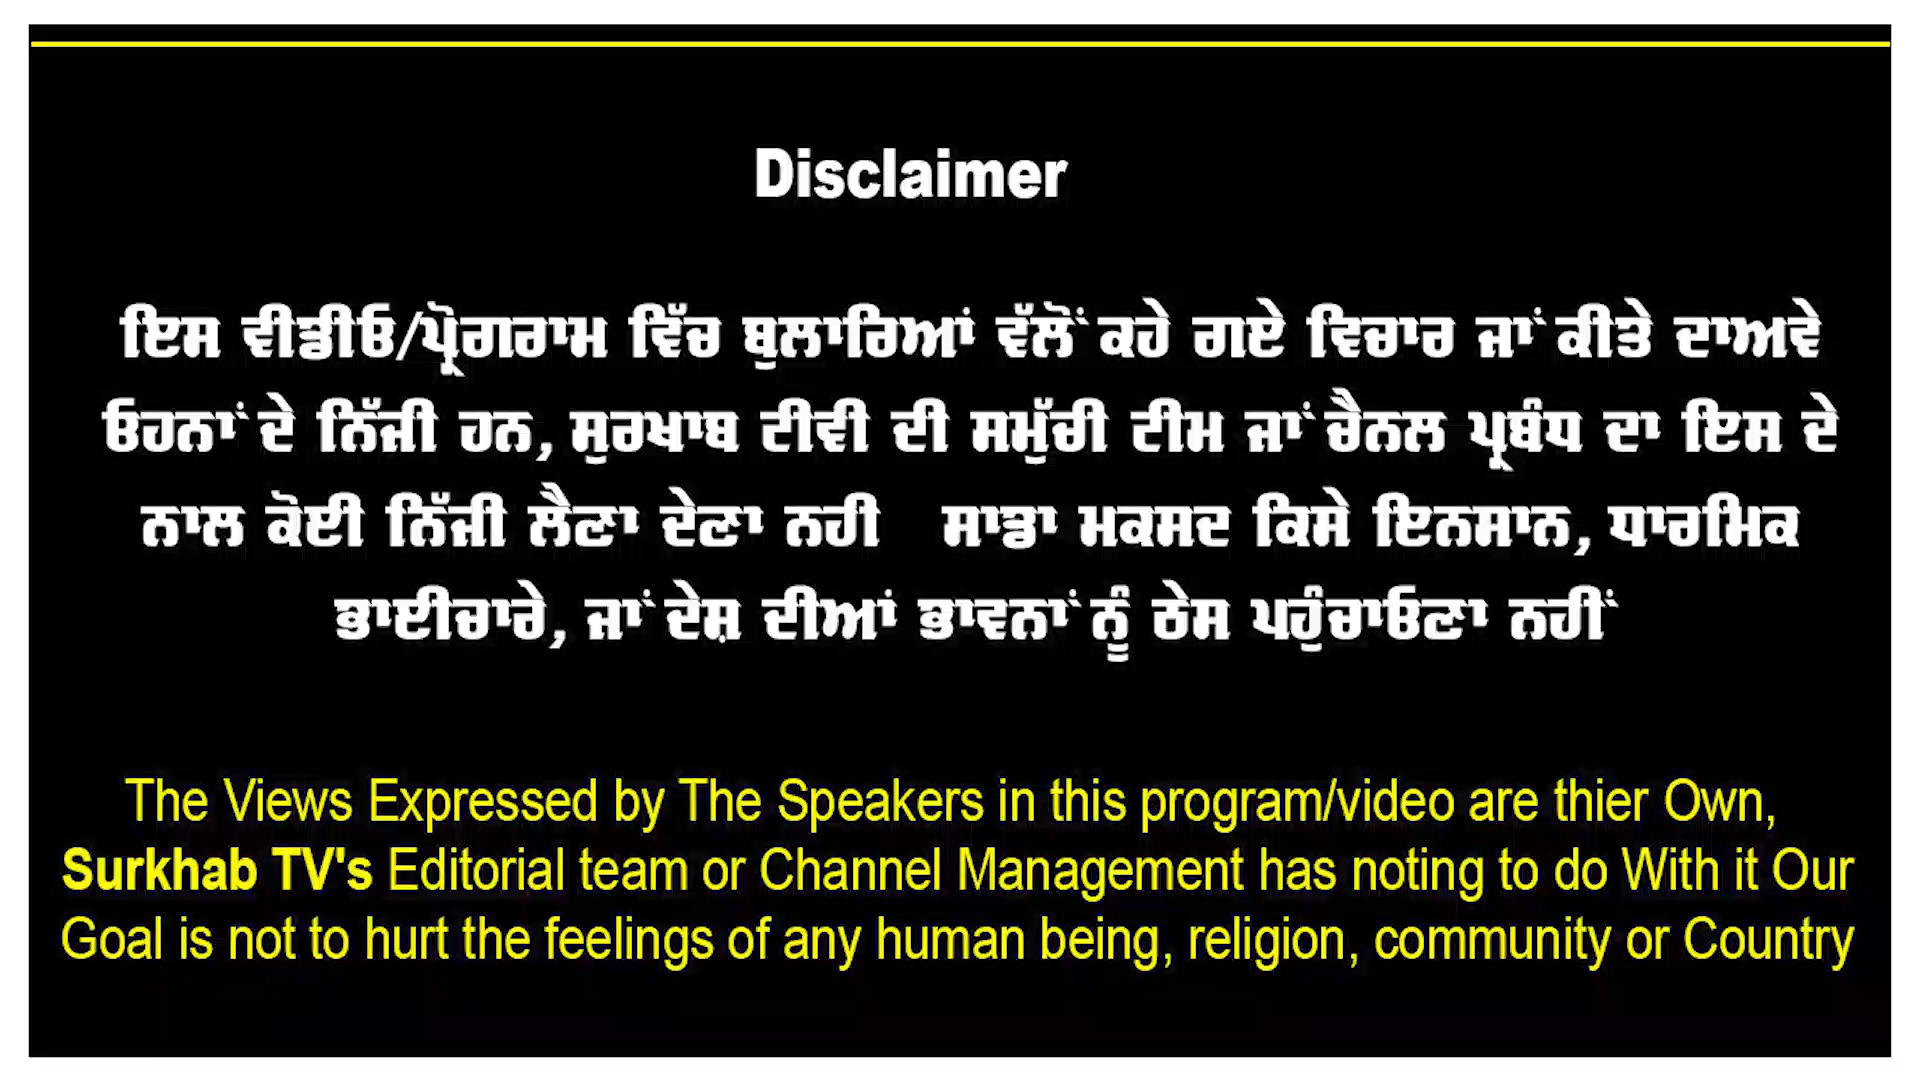 Disclaimer
ਇਸ ਵੀਡੀਓ/ਪ੍ਰੋਗਰਾਮ ਵਿੱਚ ਬੁਲਾਰਿਆਂ ਵੱਲੋਂ ਕਹੇ ਗਏ ਵਿਚਾਰ ਜਾਂ ਕੀਤੇ ਦਾਅਵੇ
ਓਹਨਾਂ ਦੇ ਨਿੱਜੀ ਹਨ, ਸੁਰਖਾਬ ਟੀਵੀ ਦੀ ਸਮੁੱਚੀ ਟੀਮ ਜਾਂ ਚੈਨਲ ਪ੍ਰਬੰਧ ਦਾ ਇਸ ਦੇ
ਨਾਲ ਕੋਈ ਨਿੱਜੀ ਲੈਣਾ ਦੇਣਾ ਨਹੀ ਸਾਡਾ ਮਕਸਦ ਕਿਸੇ ਇਨਸਾਨ, ਧਾਰਮਿਕ
ਭਾਈਚਾਰੇ, ਜਾਂ ਦੇਸ਼ ਦੀਆਂ ਭਾਵਨਾਂ ਨੂੰ ਠੇਸ ਪਹੁੰਚਾਓਣਾ ਨਹੀਂ
The Views Expressed by The Speakers in this program/video are thier Own,
Surkhab TV's Editorial team or Channel Management has noting to do With it Our
Goal is not to hurt the feelings of any human being, religion, community or Country